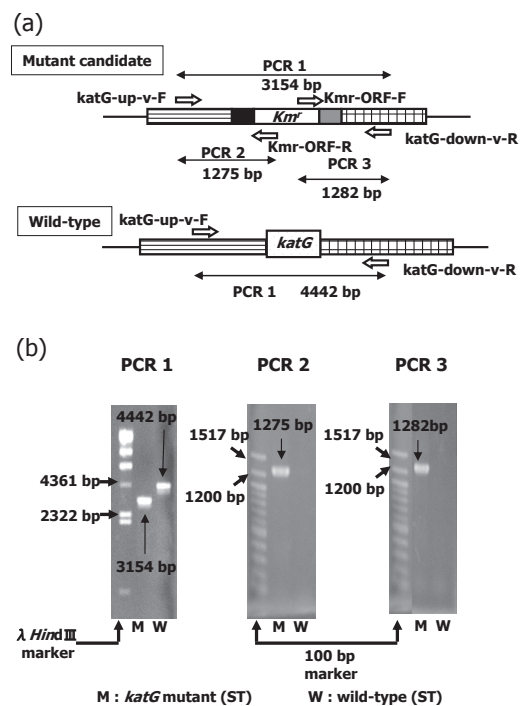 (a)
Mutant candidate
PCR 1
3154 bp
katG-up-v-F
Kmr-ORF-F
Kmʳ
Kmr-ORF-R
katG-down-v-R
PCR 2
1275 bp
PCR 3
1282 bp
Wild-type
katG-up-v-F
katG
katG-down-v-R
PCR 1 4442 bp
(b)
PCR 1 PCR 2 PCR 3
4442 bp
4361 bp
2322 bp
3154 bp
1275 bp
1517 bp
1200 bp
1282bp
1517 bp
1200 bp
M W
M W
M W
λ HindIII
marker
100 bp
marker
M : katG mutant (ST) W : wild-type (ST)